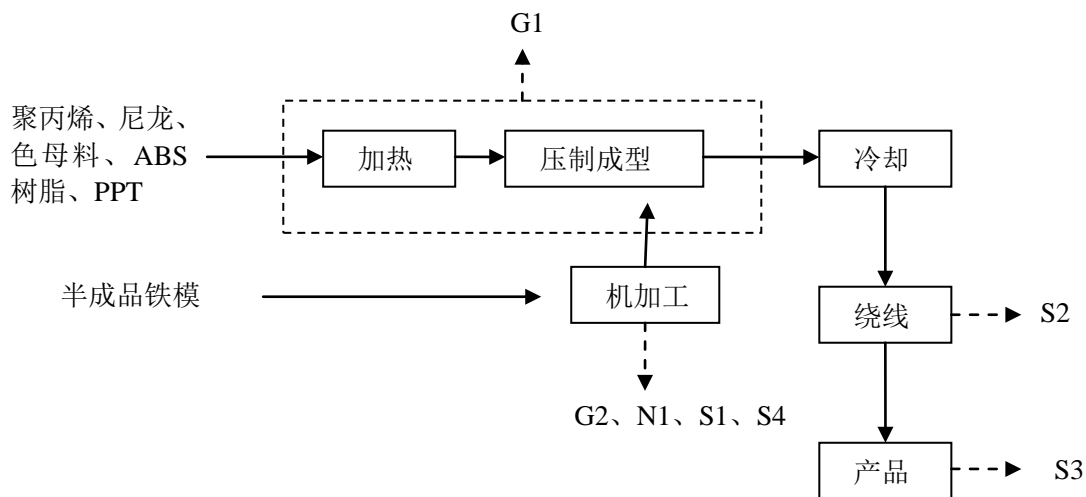 G1
聚丙烯、尼龙、
色母料、ABS
树脂、PPT
加热
压制成型
冷却
半成品铁模
机加工
绕线
S2
G2、N1、S1、S4
产品
S3